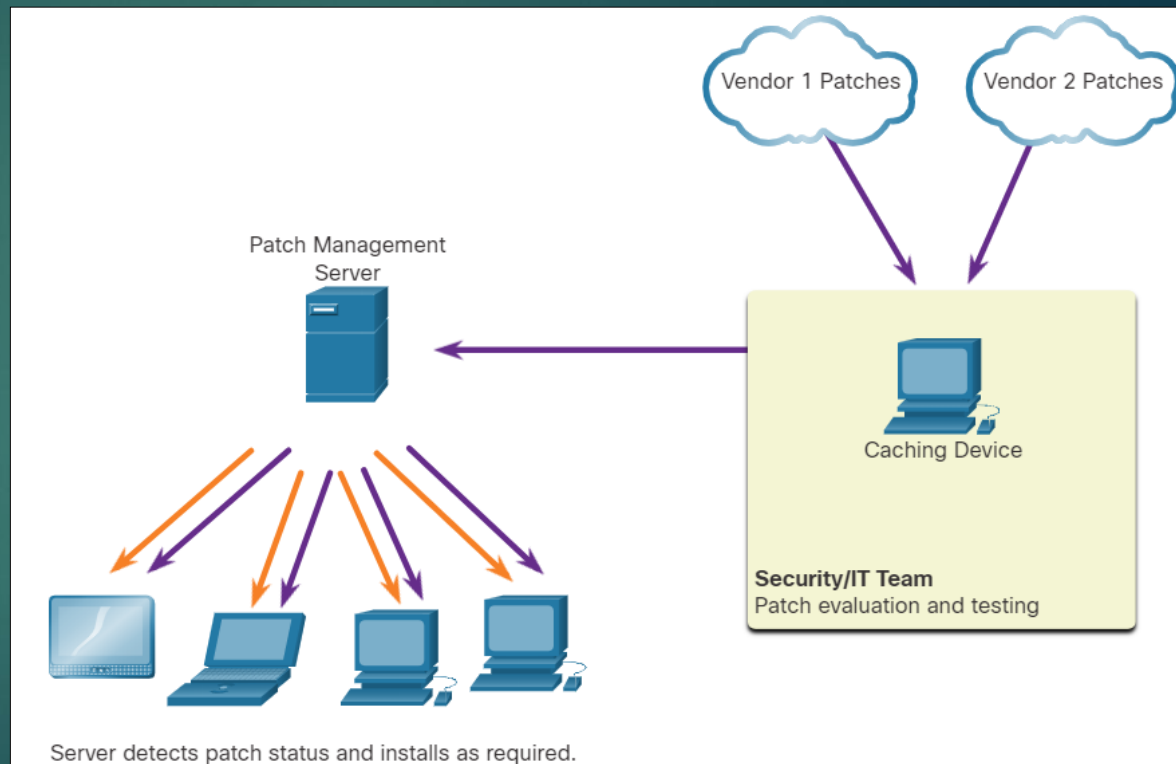 Vendor 1 Patches
Vendor 2 Patches
Patch Management
Server
Caching Device
Security/IT Team
Patch evaluation and testing
Server detects patch status and installs as required.